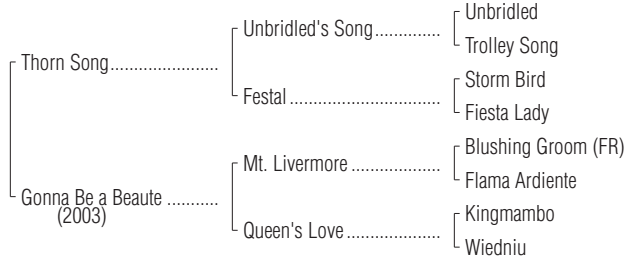 Unbridled
Unbridled's Song..............
Trolley Song
Thorn Song.......................
Storm Bird
Festal ................................
Fiesta Lady
Blushing Groom (FR)
Mt. Livermore ...................
Flama Ardiente
Gonna Be a Beaute ...........
(2003)
Kingmambo
Queen's Love ....................
Wiedniu